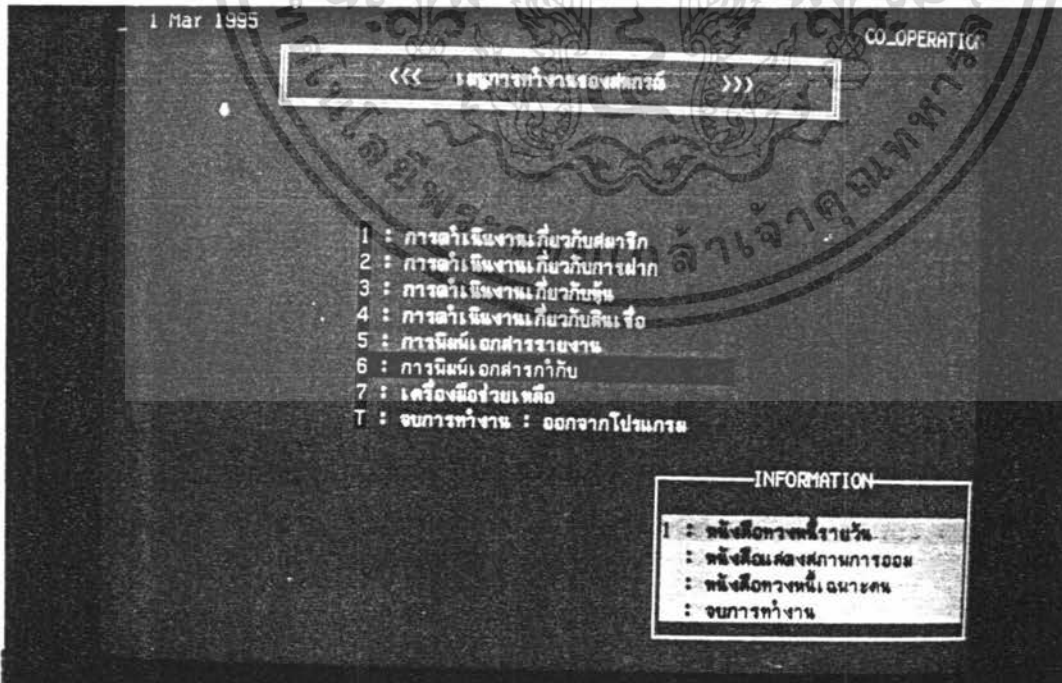 1 Mar 1995
CO_OPERATION
<<< เมนูการทำงานของสหกรณ์ >>>
1 : การดำเนินงานเกี่ยวกับสมาชิก
2 : การดำเนินงานเกี่ยวกับการฝาก
3 : การดำเนินงานเกี่ยวกับหุ้น
4 : การดำเนินงานเกี่ยวกับสินเชื่อ
5 : การพิมพ์เอกสารรายงาน
6 : การพิมพ์เอกสารกำกับ
7 : เครื่องมือช่วยเหลือ
T : จบการทำงาน : ออกจากโปรแกรม
INFORMATION
1 : หนังสือทวงหนี้รายวัน
: หนังสือแสดงสถานการออม
: หนังสือทวงหนี้เฉพาะคน
: จบการทำงาน